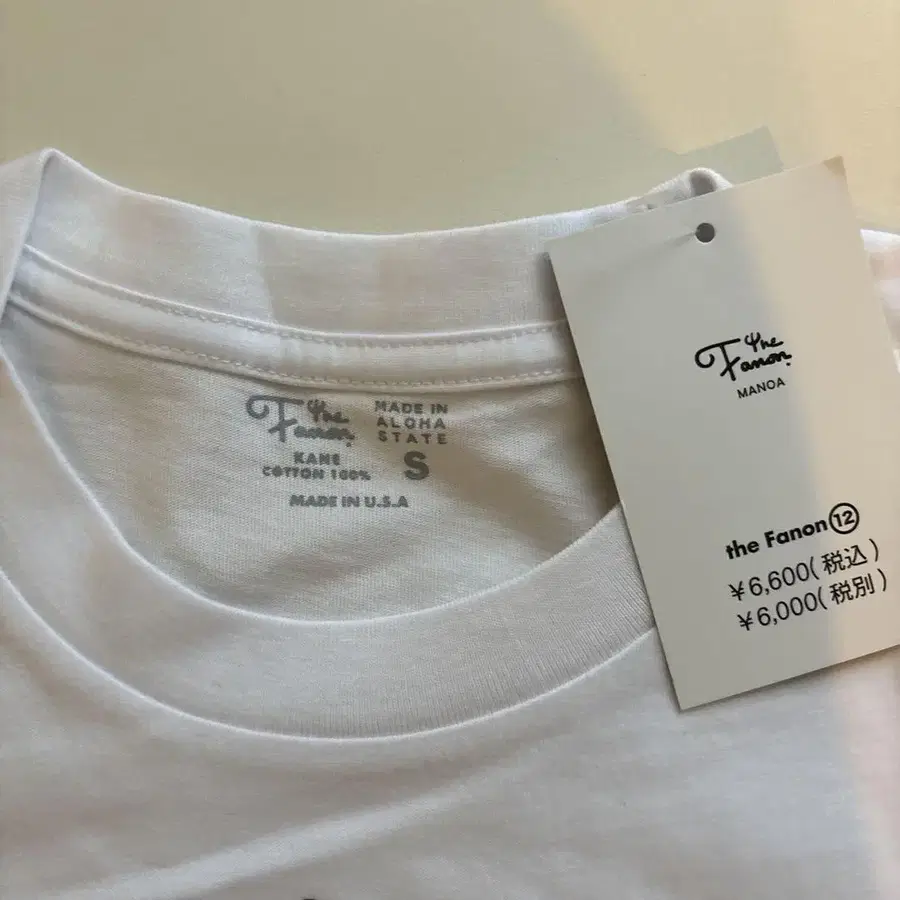 the
Fanon.
MADE IN
ALOHA
STATE
KANE
COTTON 100%
S
MADE IN U.S.A
the
Fanon.
MANOA
the Fanon⑫
¥6,600(税込)
¥6,000(税別)